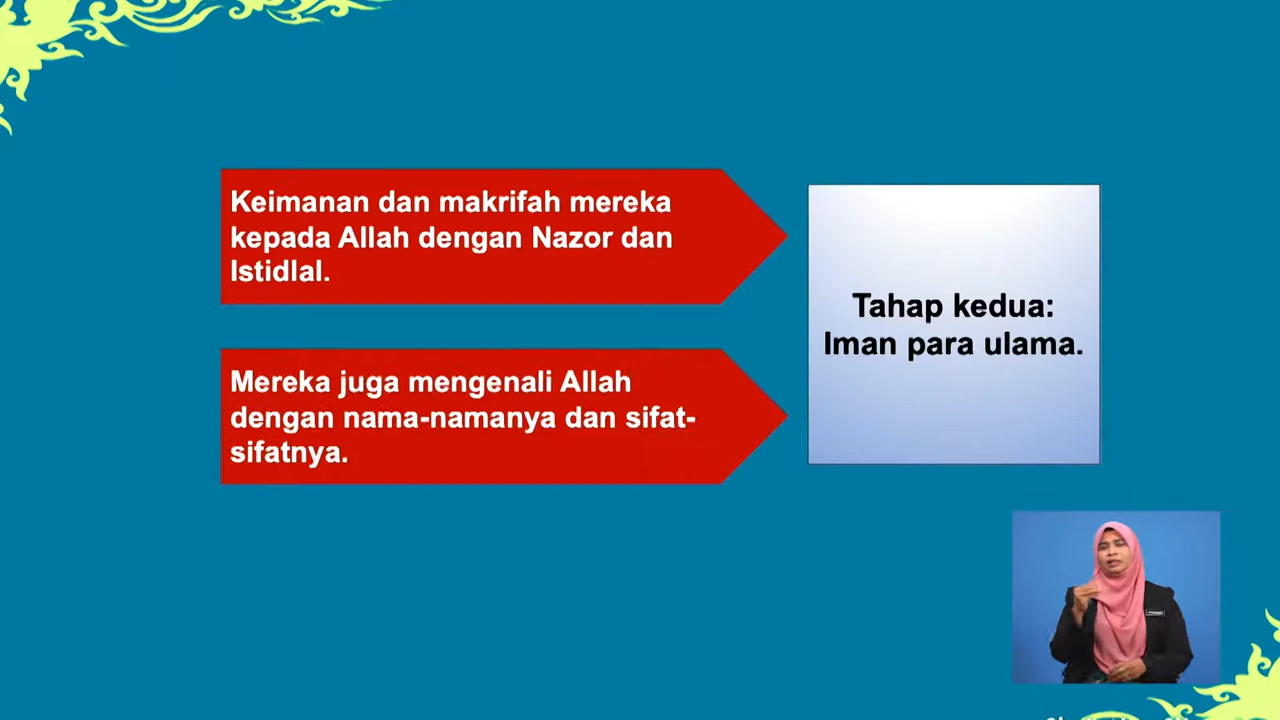 Keimanan dan makrifah mereka
kepada Allah dengan Nazor dan
Istidlal.
Mereka juga mengenali Allah
dengan nama-namanya dan sifat-
sifatnya.
Tahap kedua:
Iman para ulama.